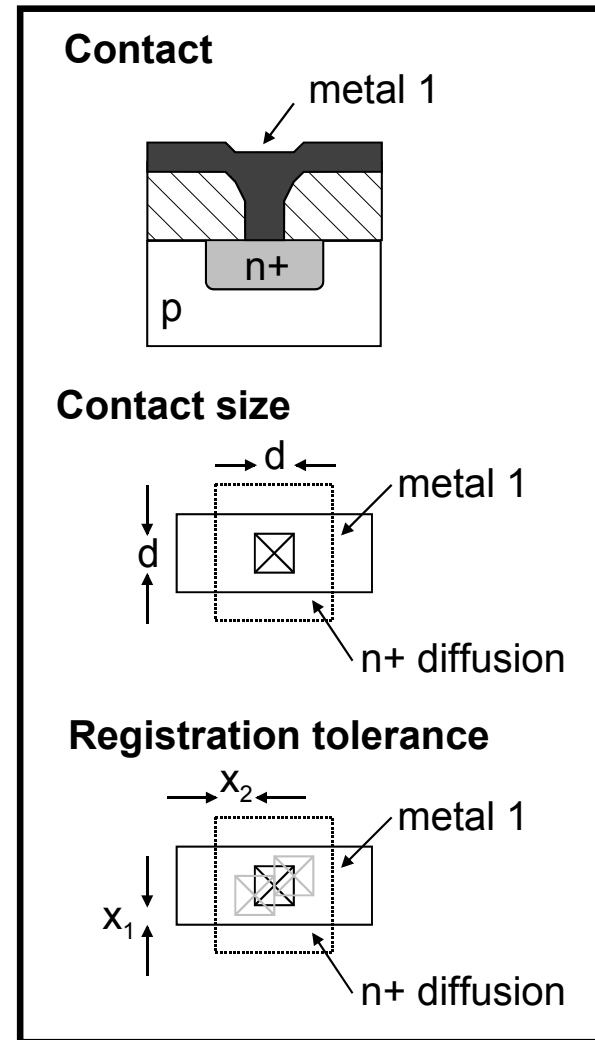 Contact
metal 1
n+
p
Contact size
d
metal 1
d
n+ diffusion
Registration tolerance
x₂
metal 1
x₁
n+ diffusion